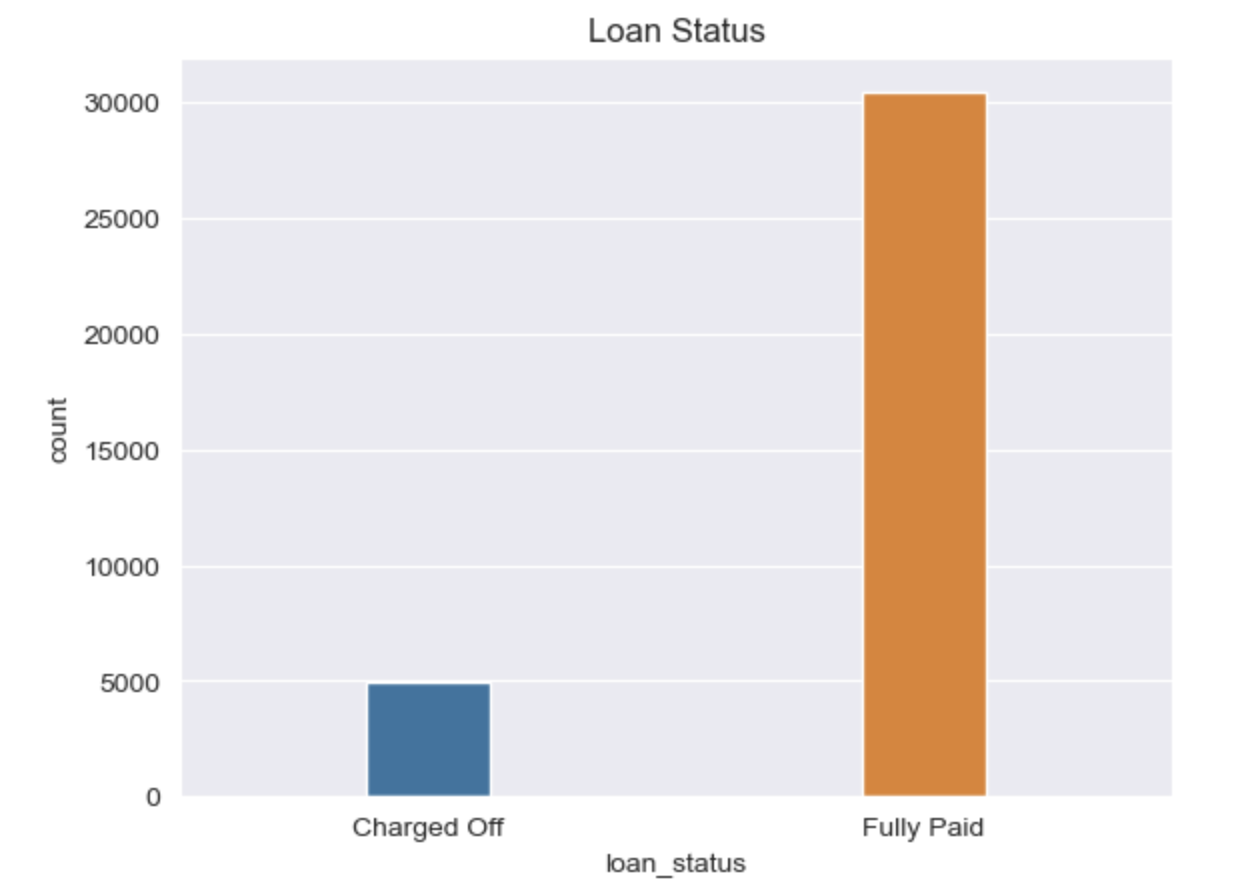 Loan Status
30000
25000
20000
15000
10000
5000
0
count
Charged Off
Fully Paid
loan_status